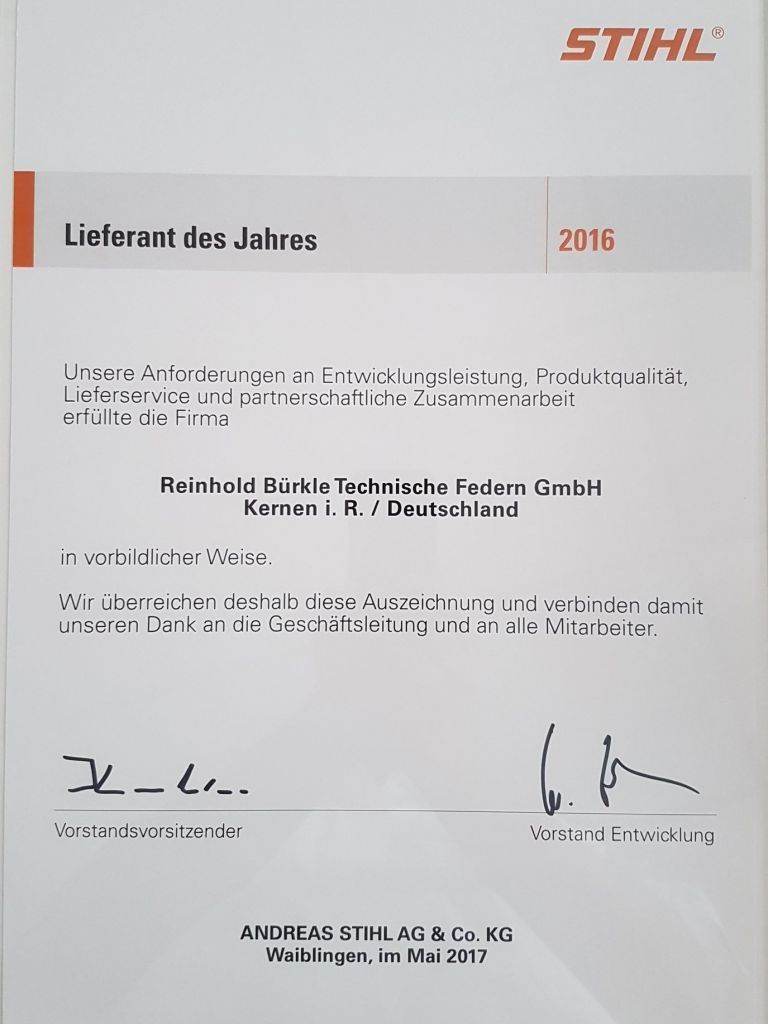 STIHL®
Lieferant des Jahres 2016
Unsere Anforderungen an Entwicklungsleistung, Produktqualität,
Lieferservice und partnerschaftliche Zusammenarbeit
erfüllte die Firma
Reinhold Bürkle Technische Federn GmbH
Kernen i. R. / Deutschland
in vorbildlicher Weise.
Wir überreichen deshalb diese Auszeichnung und verbinden damit
unseren Dank an die Geschäftsleitung und an alle Mitarbeiter.
Vorstandsvorsitzender
Vorstand Entwicklung
ANDREAS STIHL AG & Co. KG
Waiblingen, im Mai 2017